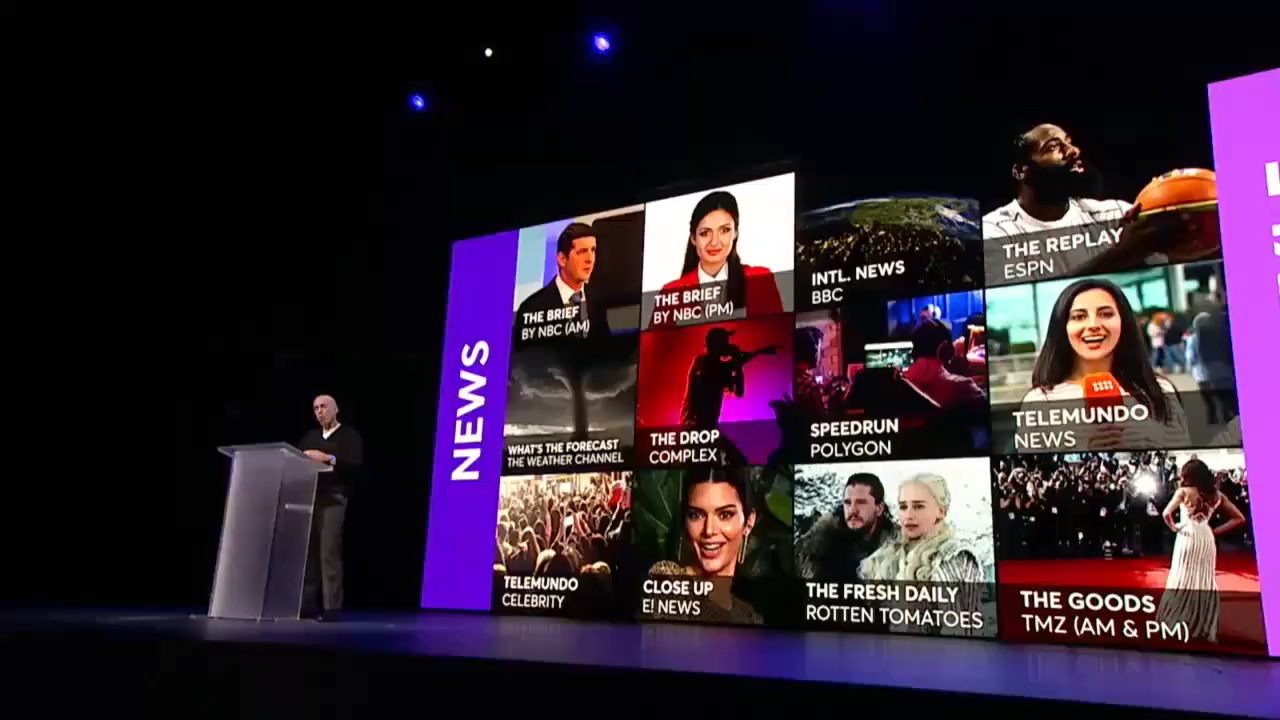 NEWS
THE BRIEF
BY NBC (AM)
THE BRIEF
BY NBC (PM)
INTL. NEWS
BBC
THE REPLAY
ESPN
WHAT'S THE FORECAST
THE WEATHER CHANNEL
THE DROP
COMPLEX
SPEEDRUN
POLYGON
TELEMUNDO
NEWS
TELEMUNDO
CELEBRITY
CLOSE UP
E! NEWS
THE FRESH DAILY
ROTTEN TOMATOES
THE GOODS
TMZ (AM & PM)